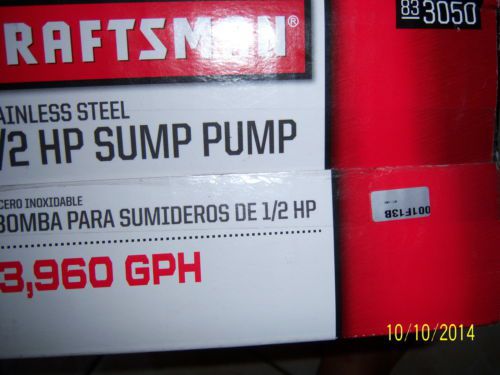 RAFTSMAN®
83 3050
AINLESS STEEL
/2 HP SUMP PUMP
CERO INOXIDABLE
BOMBA PARA SUMIDEROS DE 1/2 HP
3,960 GPH
001F13B
10/10/2014